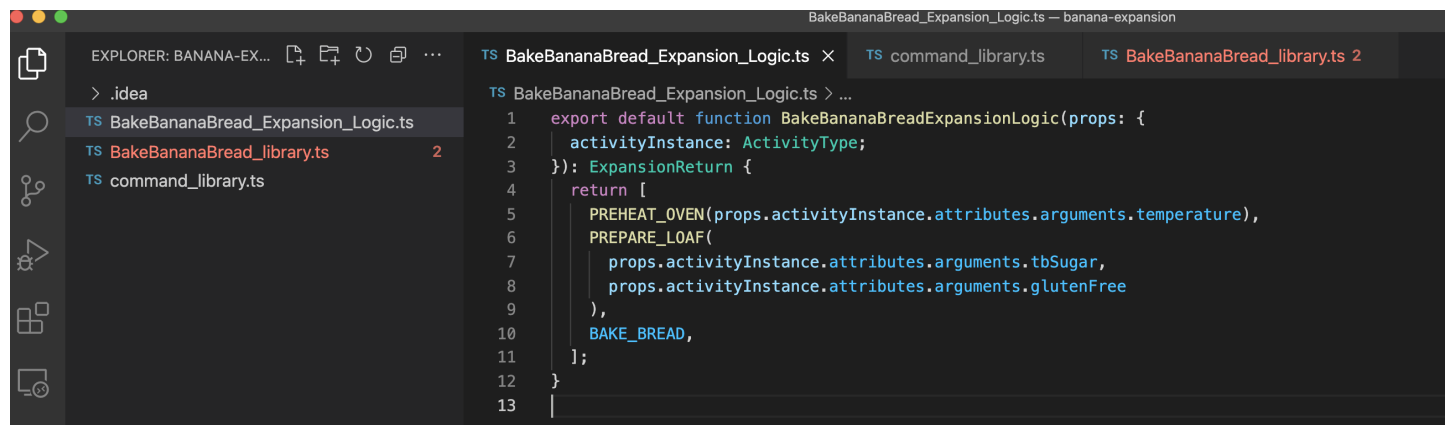 BakeBananaBread_Expansion_Logic.ts — banana-expansion
EXPLORER: BANANA-EX...
.idea
TS BakeBananaBread_Expansion_Logic.ts
TS BakeBananaBread_library.ts 2
TS command_library.ts
TS BakeBananaBread_Expansion_Logic.ts
TS command_library.ts
TS BakeBananaBread_library.ts 2
TS BakeBananaBread_Expansion_Logic.ts > ...
1 export default function BakeBananaBreadExpansionLogic(props: {
2 activityInstance: ActivityType;
3 }): ExpansionReturn {
4 return [
5 PREHEAT_OVEN(props.activityInstance.attributes.arguments.temperature),
6 PREPARE_LOAF(
7 props.activityInstance.attributes.arguments.tbSugar,
8 props.activityInstance.attributes.arguments.glutenFree
9 ),
10 BAKE_BREAD,
11 ];
12 }
13